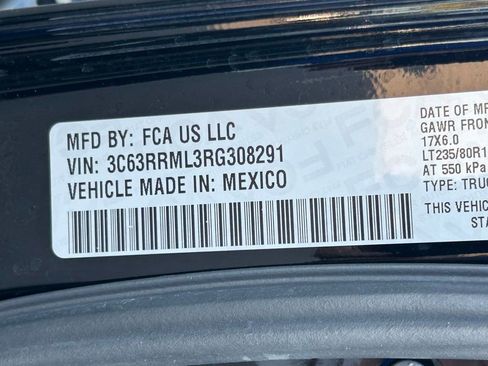 MFD BY: FCA US LLC
VIN: 3C63RRML3RG308291
VEHICLE MADE IN: MEXICO
DATE OF MF
GAWR FRON
17X6.0
LT235/80R1
AT 550 kPa
TYPE: TRUC
THIS VEHIC
STA